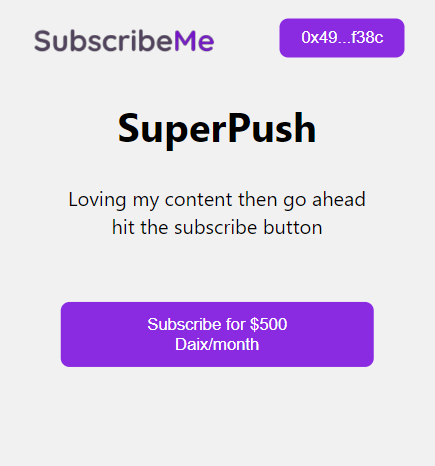 SubscribeMe
0x49...f38c
SuperPush
Loving my content then go ahead
hit the subscribe button
Subscribe for $500
Daix/month